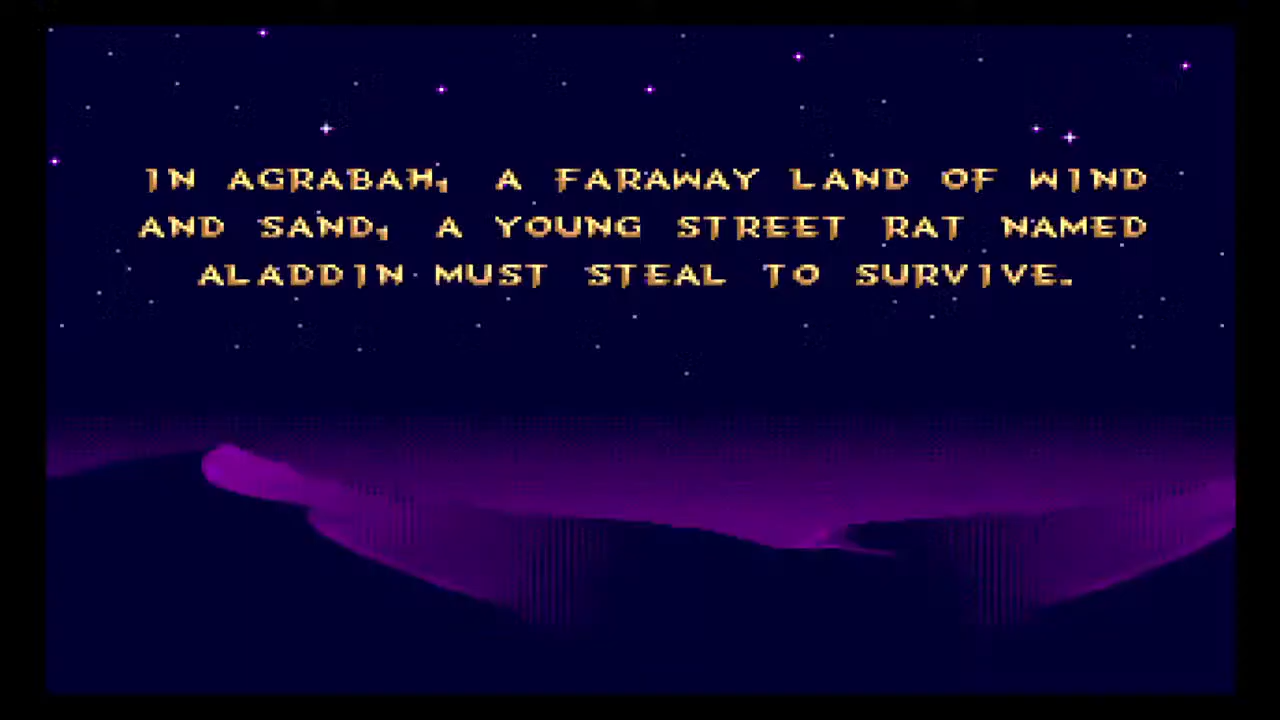 IN AGRABAH, A FARAWAY LAND OF WIND
AND SAND, A YOUNG STREET RAT NAMED
ALADDIN MUST STEAL TO SURVIVE.